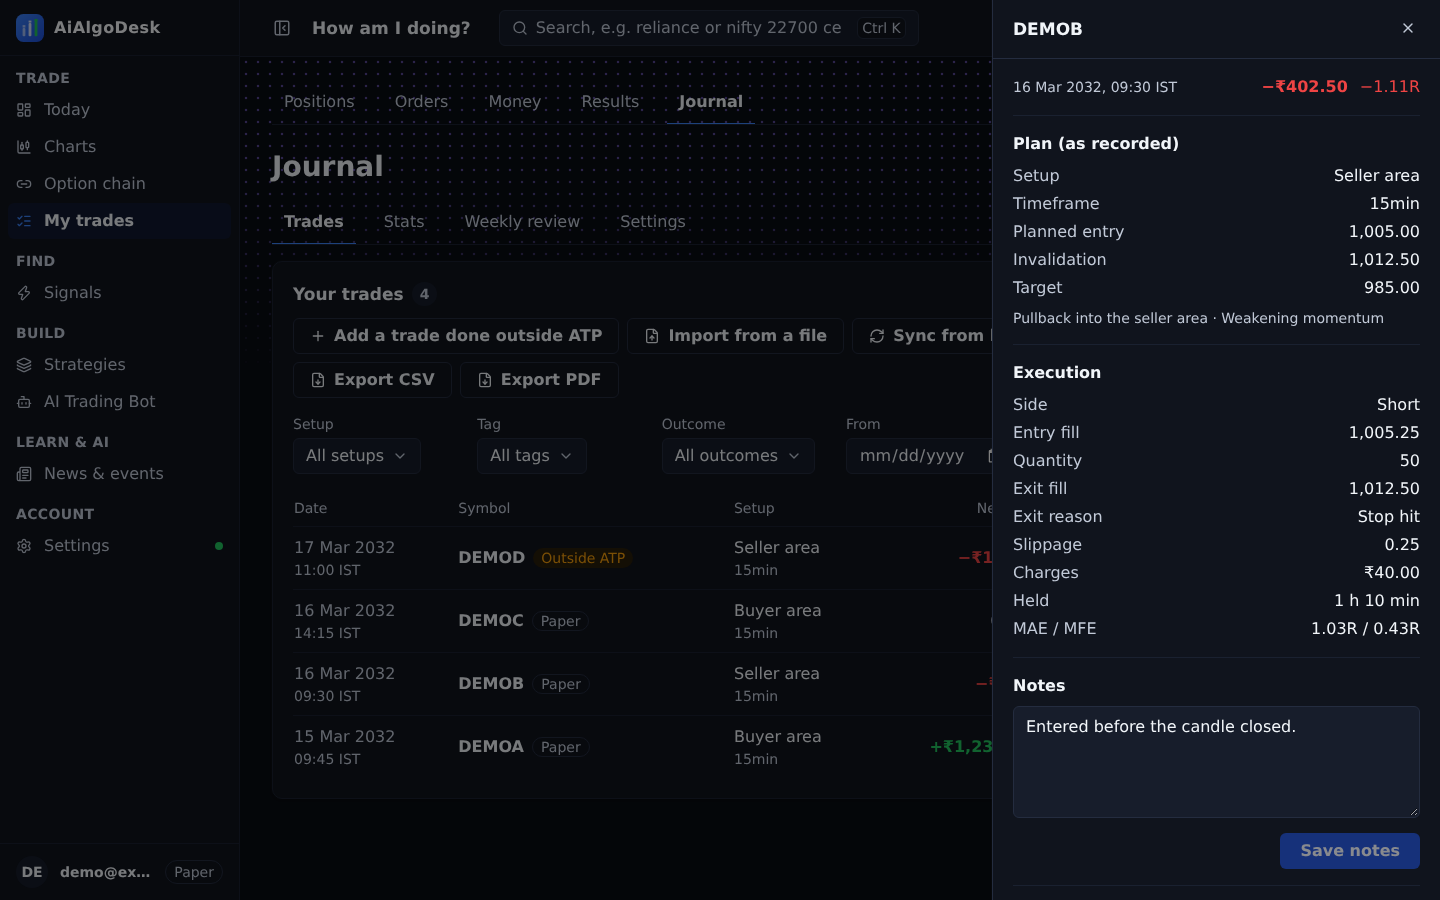 AiAlgoDesk
TRADE
Today
Charts
Option chain
My trades
FIND
Signals
BUILD
Strategies
AI Trading Bot
LEARN & AI
News & events
ACCOUNT
Settings
DE demo@ex... Paper
How am I doing?
Search, e.g. reliance or nifty 22700 ce Ctrl K
Positions Orders Money Results Journal
Journal
Trades Stats Weekly review Settings
Your trades 4
Add a trade done outside ATP Import from a file Sync from
Export CSV Export PDF
Setup Tag Outcome From
All setups All tags All outcomes mm/dd/yyyy
Date Symbol Setup
17 Mar 2032 DEMOD Outside ATP Seller area −₹1
11:00 IST 15min
16 Mar 2032 DEMOC Paper Buyer area
14:15 IST 15min
16 Mar 2032 DEMOB Paper Seller area
09:30 IST 15min
15 Mar 2032 DEMOA Paper Buyer area +₹1,23
09:45 IST 15min
DEMOB
16 Mar 2032, 09:30 IST −₹402.50 −1.11R
Plan (as recorded)
Setup Seller area
Timeframe 15min
Planned entry 1,005.00
Invalidation 1,012.50
Target 985.00
Pullback into the seller area · Weakening momentum
Execution
Side Short
Entry fill 1,005.25
Quantity 50
Exit fill 1,012.50
Exit reason Stop hit
Slippage 0.25
Charges ₹40.00
Held 1 h 10 min
MAE / MFE 1.03R / 0.43R
Notes
Entered before the candle closed.
Save notes